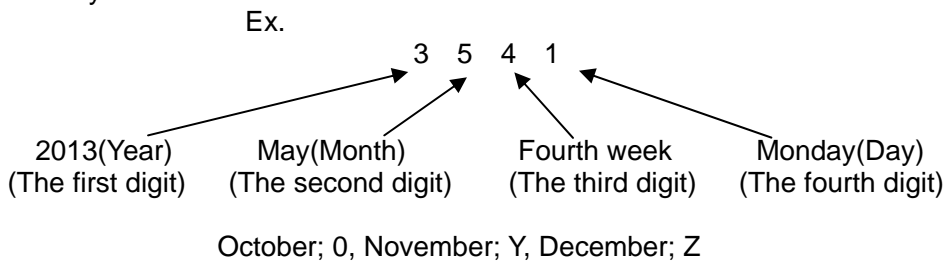 Ex.
3 5 4 1
2013(Year) May(Month) Fourth week Monday(Day)
(The first digit) (The second digit) (The third digit) (The fourth digit)
October; 0, November; Y, December; Z